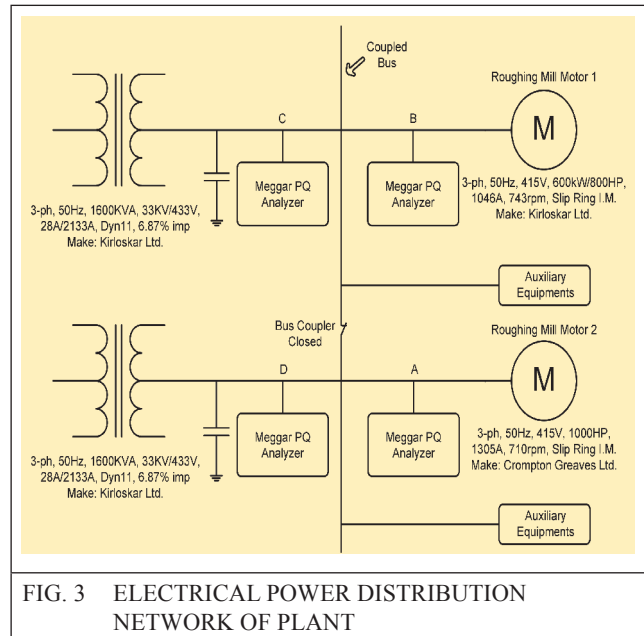 Coupled
Bus
Roughing Mill Motor 1
C
B
M
Meggar PQ
Analyzer
Meggar PQ
Analyzer
3-ph, 50Hz, 1600KVA, 33KV/433V,
28A/2133A, Dyn11, 6.87% imp
Make: Kirloskar Ltd.
3-ph, 50Hz, 415V, 600kW/800HP,
1046A, 743rpm, Slip Ring I.M.
Make: Kirloskar Ltd.
Auxiliary
Equipments
Bus Coupler
Closed
Roughing Mill Motor 2
D
A
M
Meggar PQ
Analyzer
Meggar PQ
Analyzer
3-ph, 50Hz, 1600KVA, 33KV/433V,
28A/2133A, Dyn11, 6.87% imp
Make: Kirloskar Ltd.
3-ph, 50Hz, 415V, 1000HP,
1305A, 710rpm, Slip Ring I.M.
Make: Crompton Greaves Ltd.
Auxiliary
Equipments
FIG. 3 ELECTRICAL POWER DISTRIBUTION
NETWORK OF PLANT